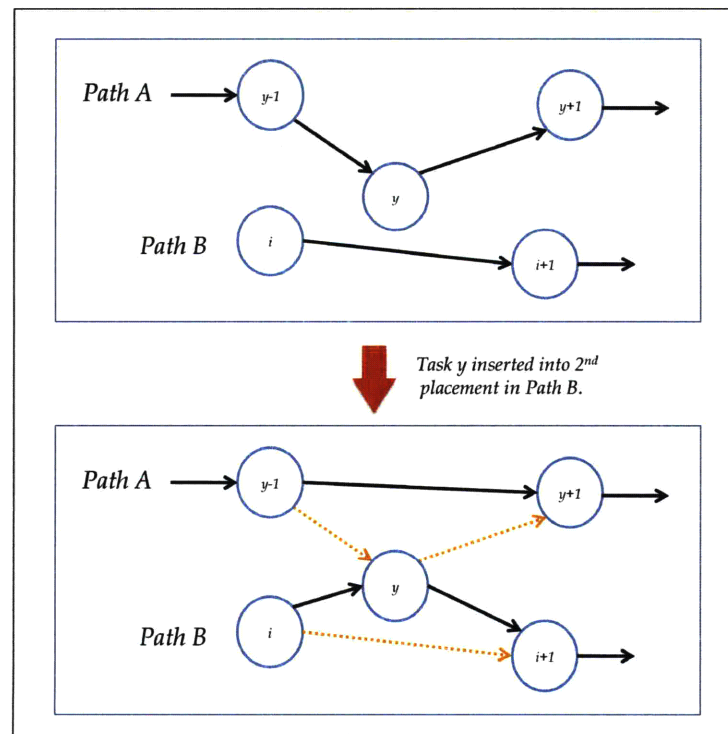 Path A
y-1
y+1
y
Path B
i
i+1
Task y inserted into 2nd
placement in Path B.
Path A
y-1
y+1
y
Path B
i
i+1